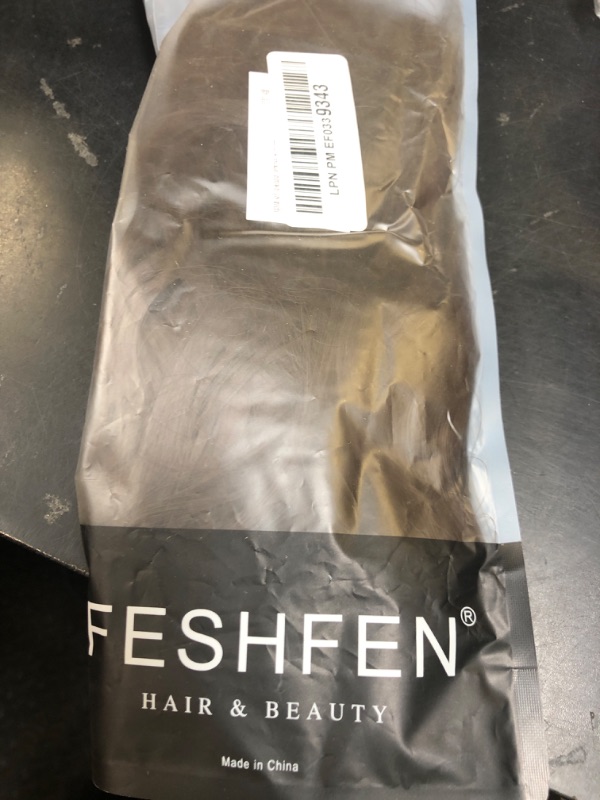 LPN PM EF0339343
FESHFEN®
HAIR & BEAUTY
Made in China